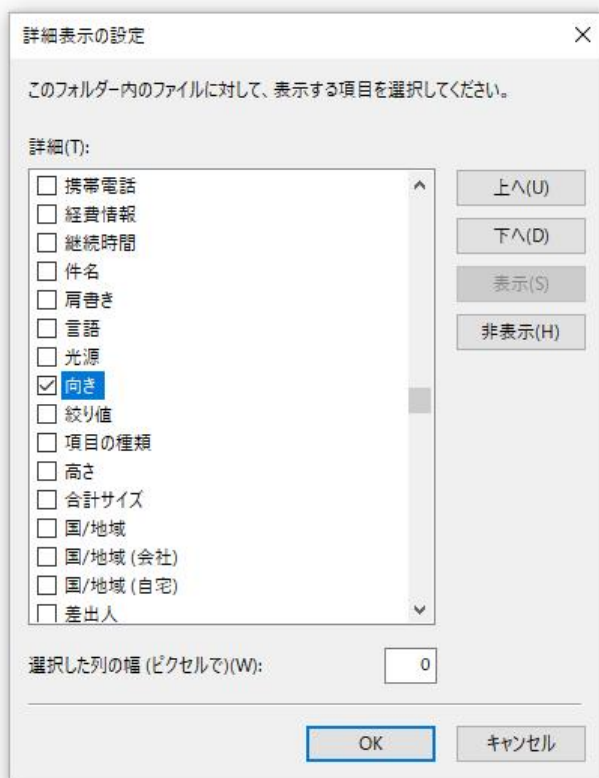 詳細表示の設定
このフォルダー内のファイルに対して、表示する項目を選択してください。
詳細(T):
携帯電話
経費情報
継続時間
件名
肩書き
言語
光源
向き
絞り値
項目の種類
高さ
合計サイズ
国/地域
国/地域 (会社)
国/地域 (自宅)
差出人
上へ(U)
下へ(D)
表示(S)
非表示(H)
選択した列の幅 (ピクセルで)(W):
0
OK
キャンセル